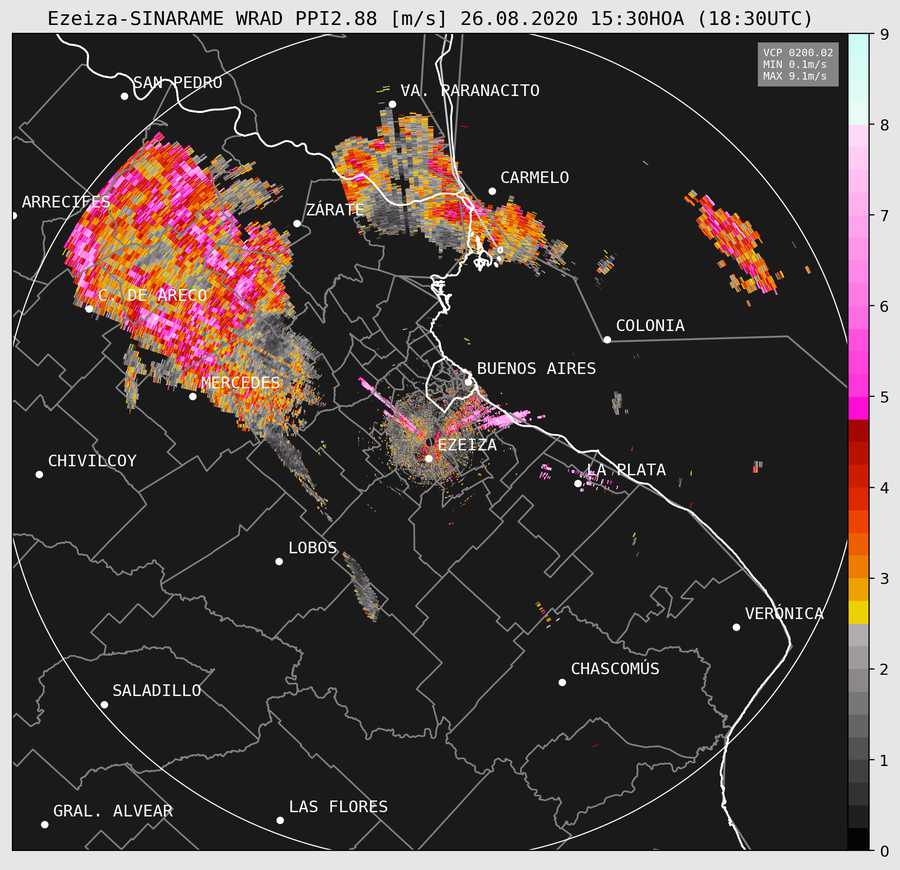 Ezeiza-SINARAME WRAD PPI2.88 [m/s] 26.08.2020 15:30HOA (18:30UTC)
VCP 0200.02
MIN 0.1m/s
MAX 9.1m/s
SAN PEDRO
VA. PARANACITO
CARMELO
ARRECIFES
ZÁRATE
C. DE ARECO
COLONIA
BUENOS AIRES
MERCEDES
EZEIZA
CHIVILCOY
LA PLATA
LOBOS
VERÓNICA
CHASCOMÚS
SALADILLO
GRAL. ALVEAR
LAS FLORES
9
8
7
6
5
4
3
2
1
0